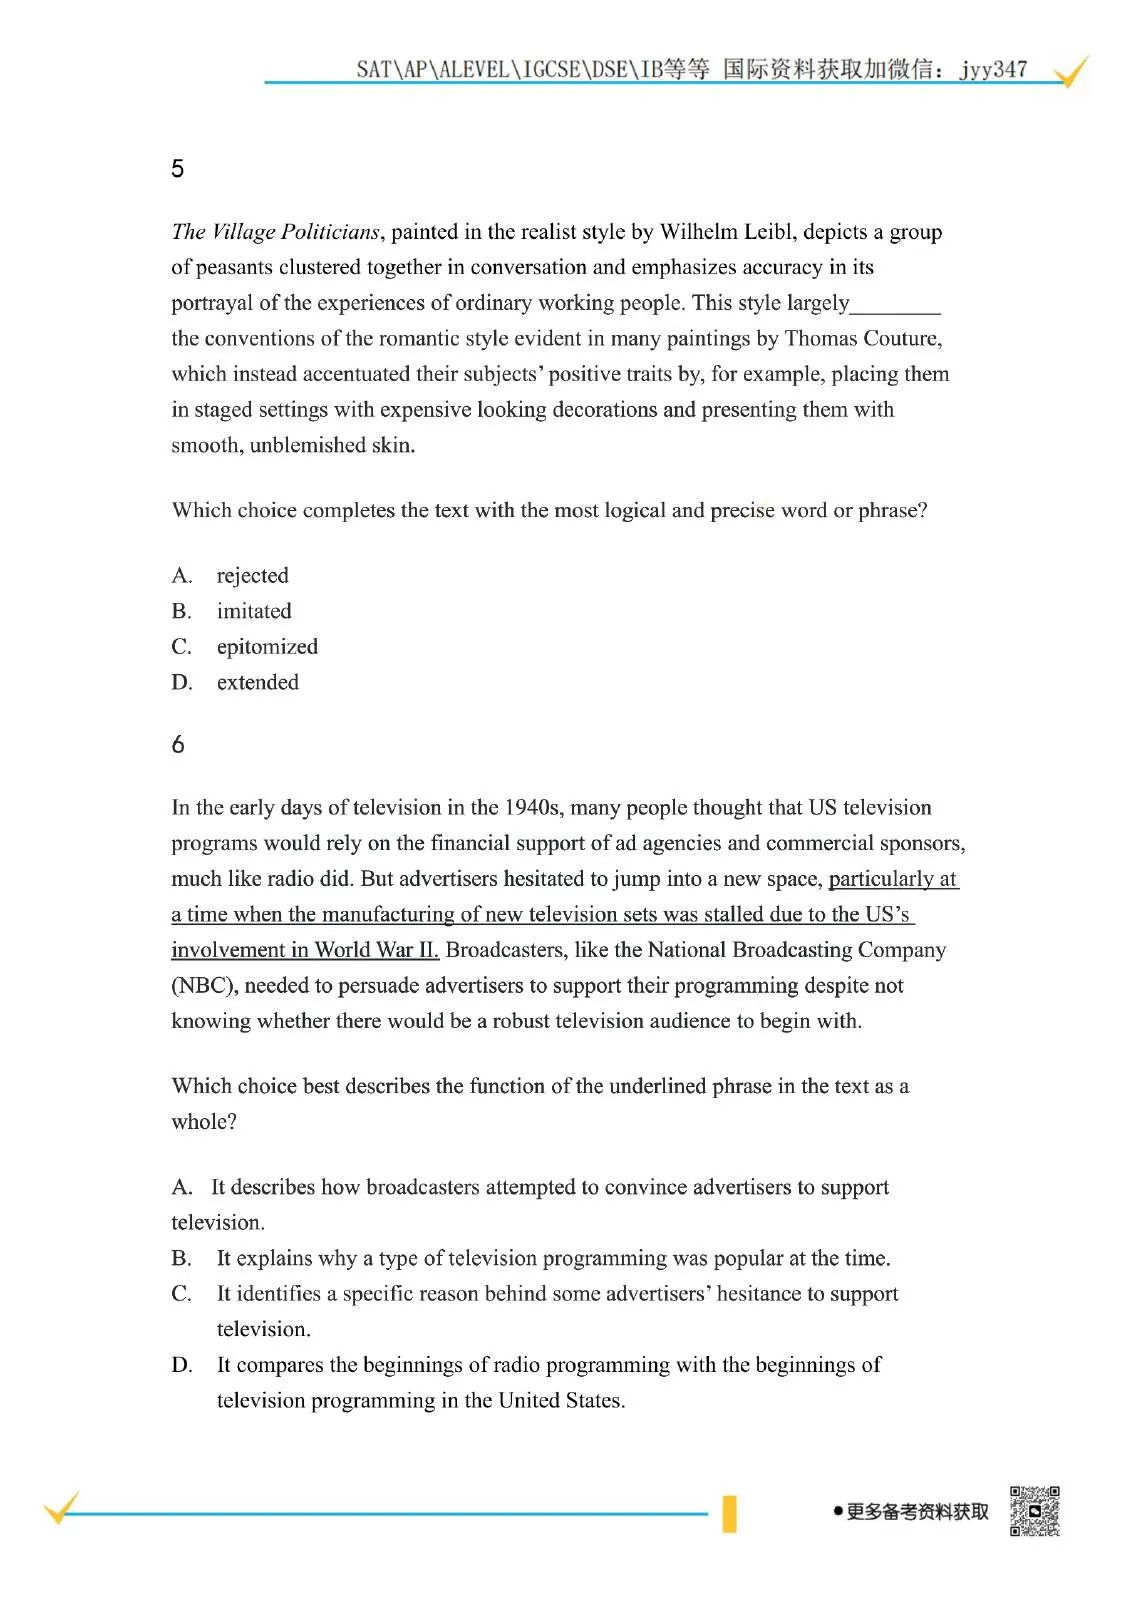 SAT\AP\ALEVEL\IGCSE\DSE\IB等等 国际资料获取加微信：jyy347
5
The Village Politicians, painted in the realist style by Wilhelm Leibl, depicts a group
of peasants clustered together in conversation and emphasizes accuracy in its
portrayal of the experiences of ordinary working people. This style largely________
the conventions of the romantic style evident in many paintings by Thomas Couture,
which instead accentuated their subjects’ positive traits by, for example, placing them
in staged settings with expensive looking decorations and presenting them with
smooth, unblemished skin.
Which choice completes the text with the most logical and precise word or phrase?
A. rejected
B. imitated
C. epitomized
D. extended
6
In the early days of television in the 1940s, many people thought that US television
programs would rely on the financial support of ad agencies and commercial sponsors,
much like radio did. But advertisers hesitated to jump into a new space, particularly at
a time when the manufacturing of new television sets was stalled due to the US’s
involvement in World War II. Broadcasters, like the National Broadcasting Company
(NBC), needed to persuade advertisers to support their programming despite not
knowing whether there would be a robust television audience to begin with.
Which choice best describes the function of the underlined phrase in the text as a
whole?
A. It describes how broadcasters attempted to convince advertisers to support
television.
B. It explains why a type of television programming was popular at the time.
C. It identifies a specific reason behind some advertisers’ hesitance to support
television.
D. It compares the beginnings of radio programming with the beginnings of
television programming in the United States.
●更多备考资料获取